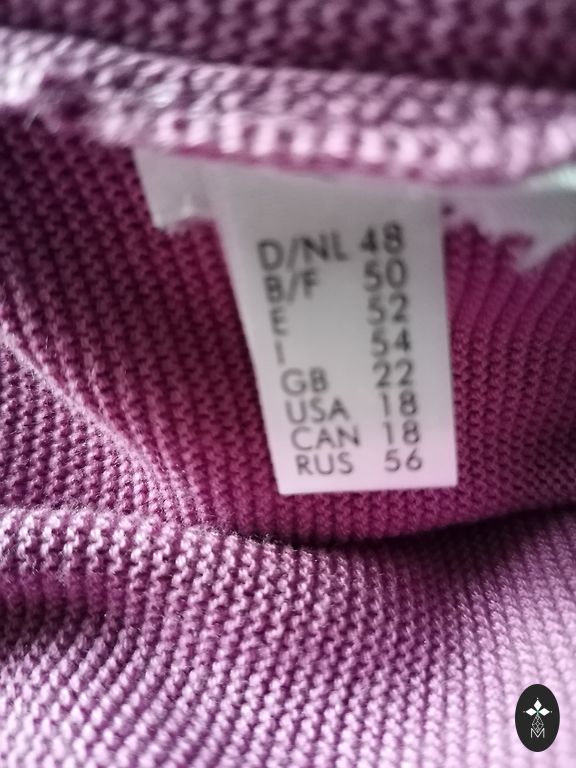 D/NL 48
B/F 50
E 52
I 54
GB 22
USA 18
CAN 18
RUS 56